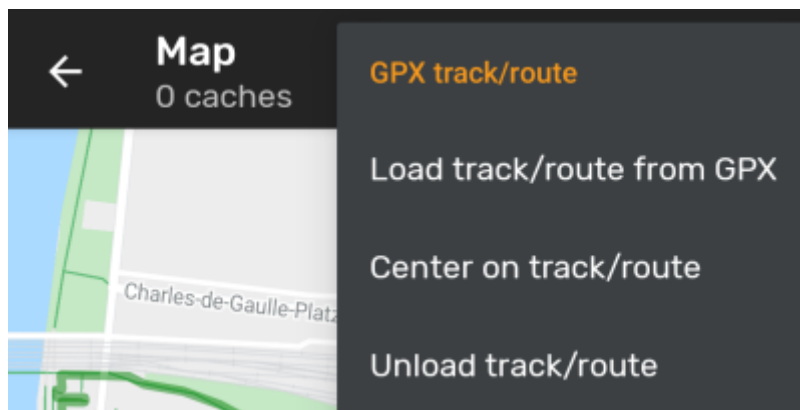 Map
0 caches
GPX track/route
Load track/route from GPX
Center on track/route
Unload track/route
Charles-de-Gaulle-Platz